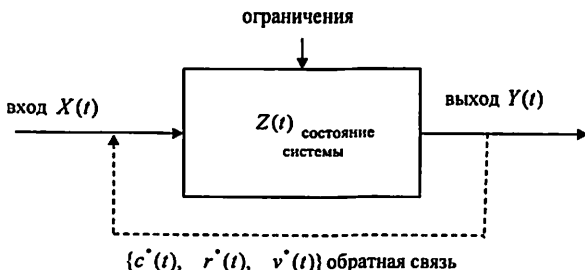 ограничения
вход X(t)
Z(t) состояние
системы
выход Y(t)
{c*(t), r*(t), v*(t)} обратная связь